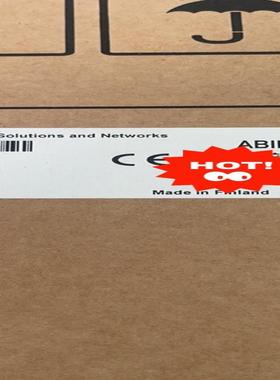 Solutions and Networks
ABI
CE
HOT!
Made in Finland